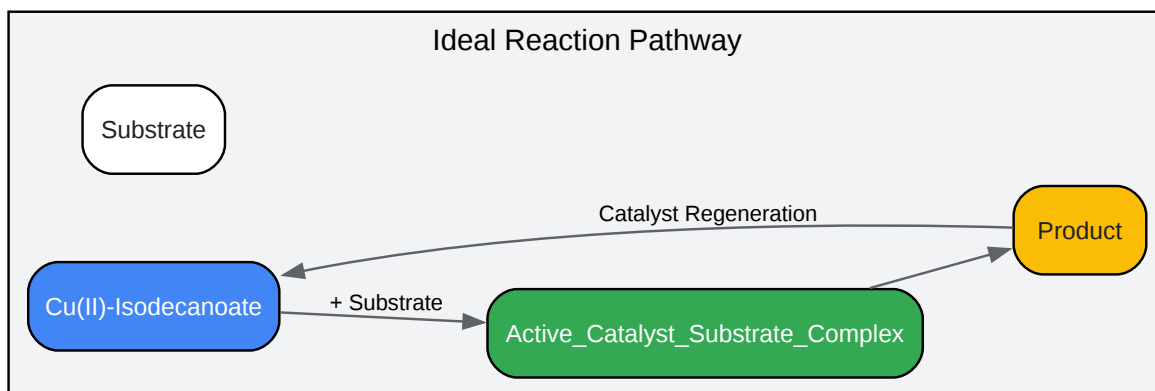 Ideal Reaction Pathway
Substrate
Catalyst Regeneration
Product
Cu(II)-Isodecanoate
+ Substrate
Active_Catalyst_Substrate_Complex